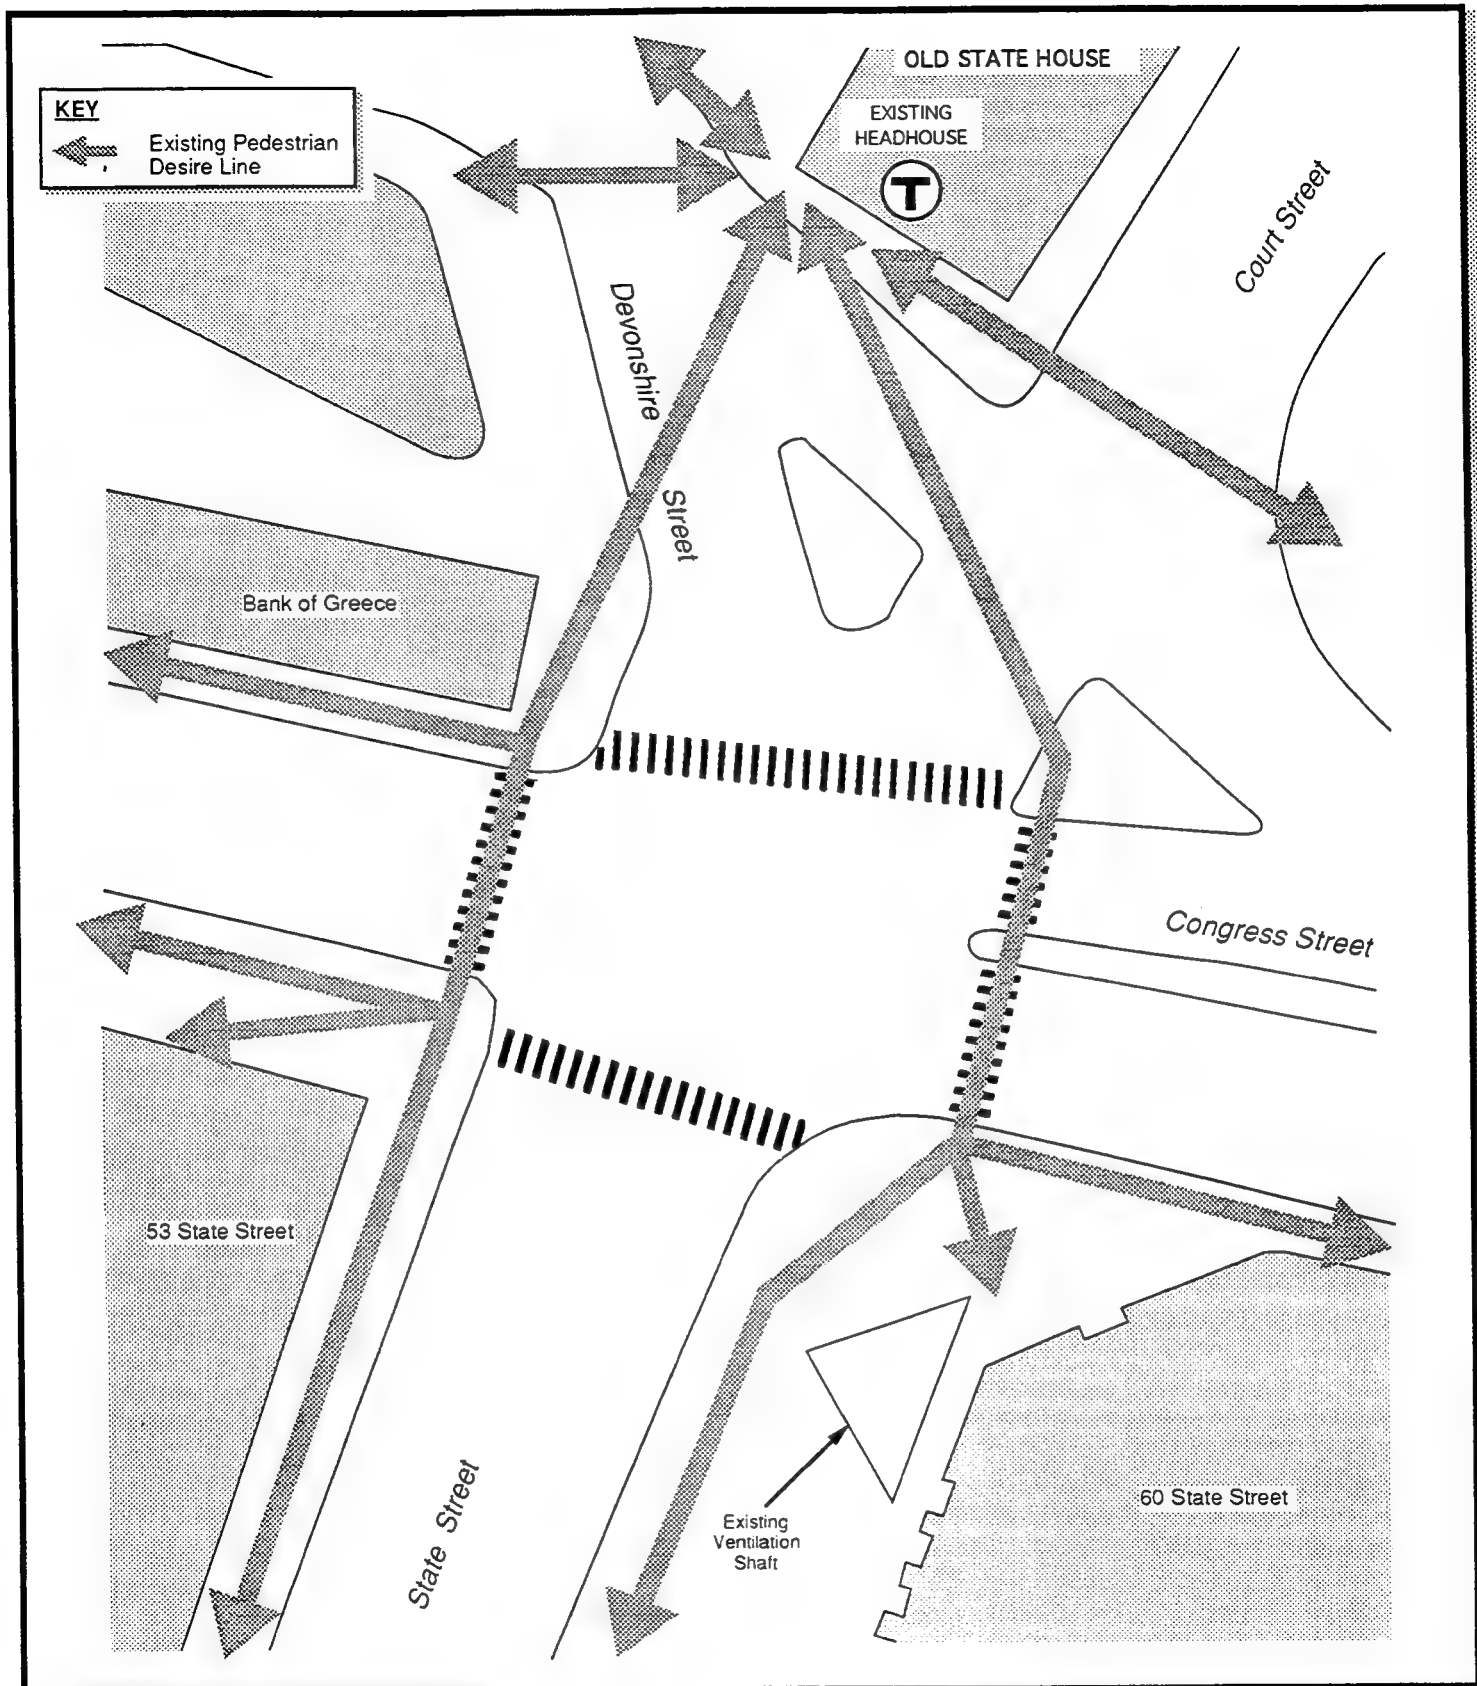 OLD STATE HOUSE
KEY
Existing Pedestrian
Desire Line
EXISTING
HEADHOUSE
T
Court Street
Devonshire
Street
Bank of Greece
Congress Street
53 State Street
State Street
60 State Street
Existing
Ventilation
Shaft